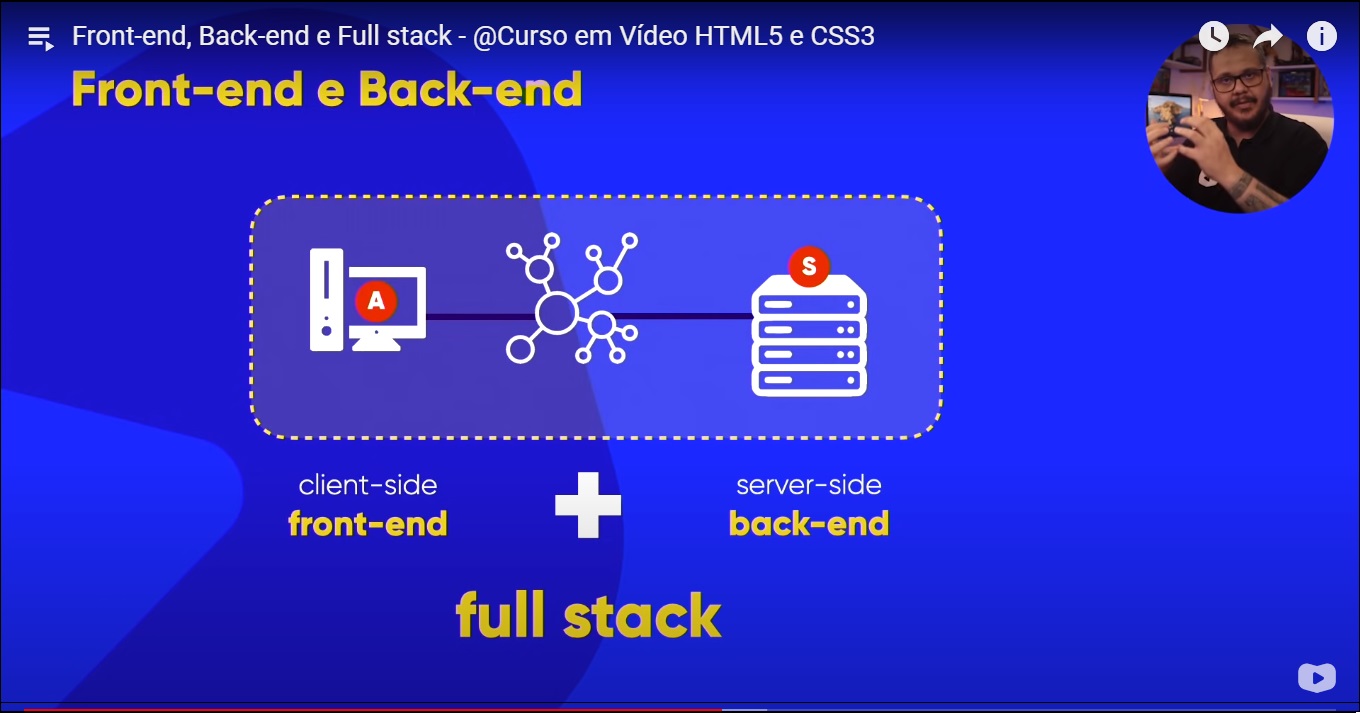 Front-end, Back-end e Full stack - @Curso em Vídeo HTML5 e CSS3
Front-end e Back-end
A
S
client-side
server-side
front-end
back-end
full stack